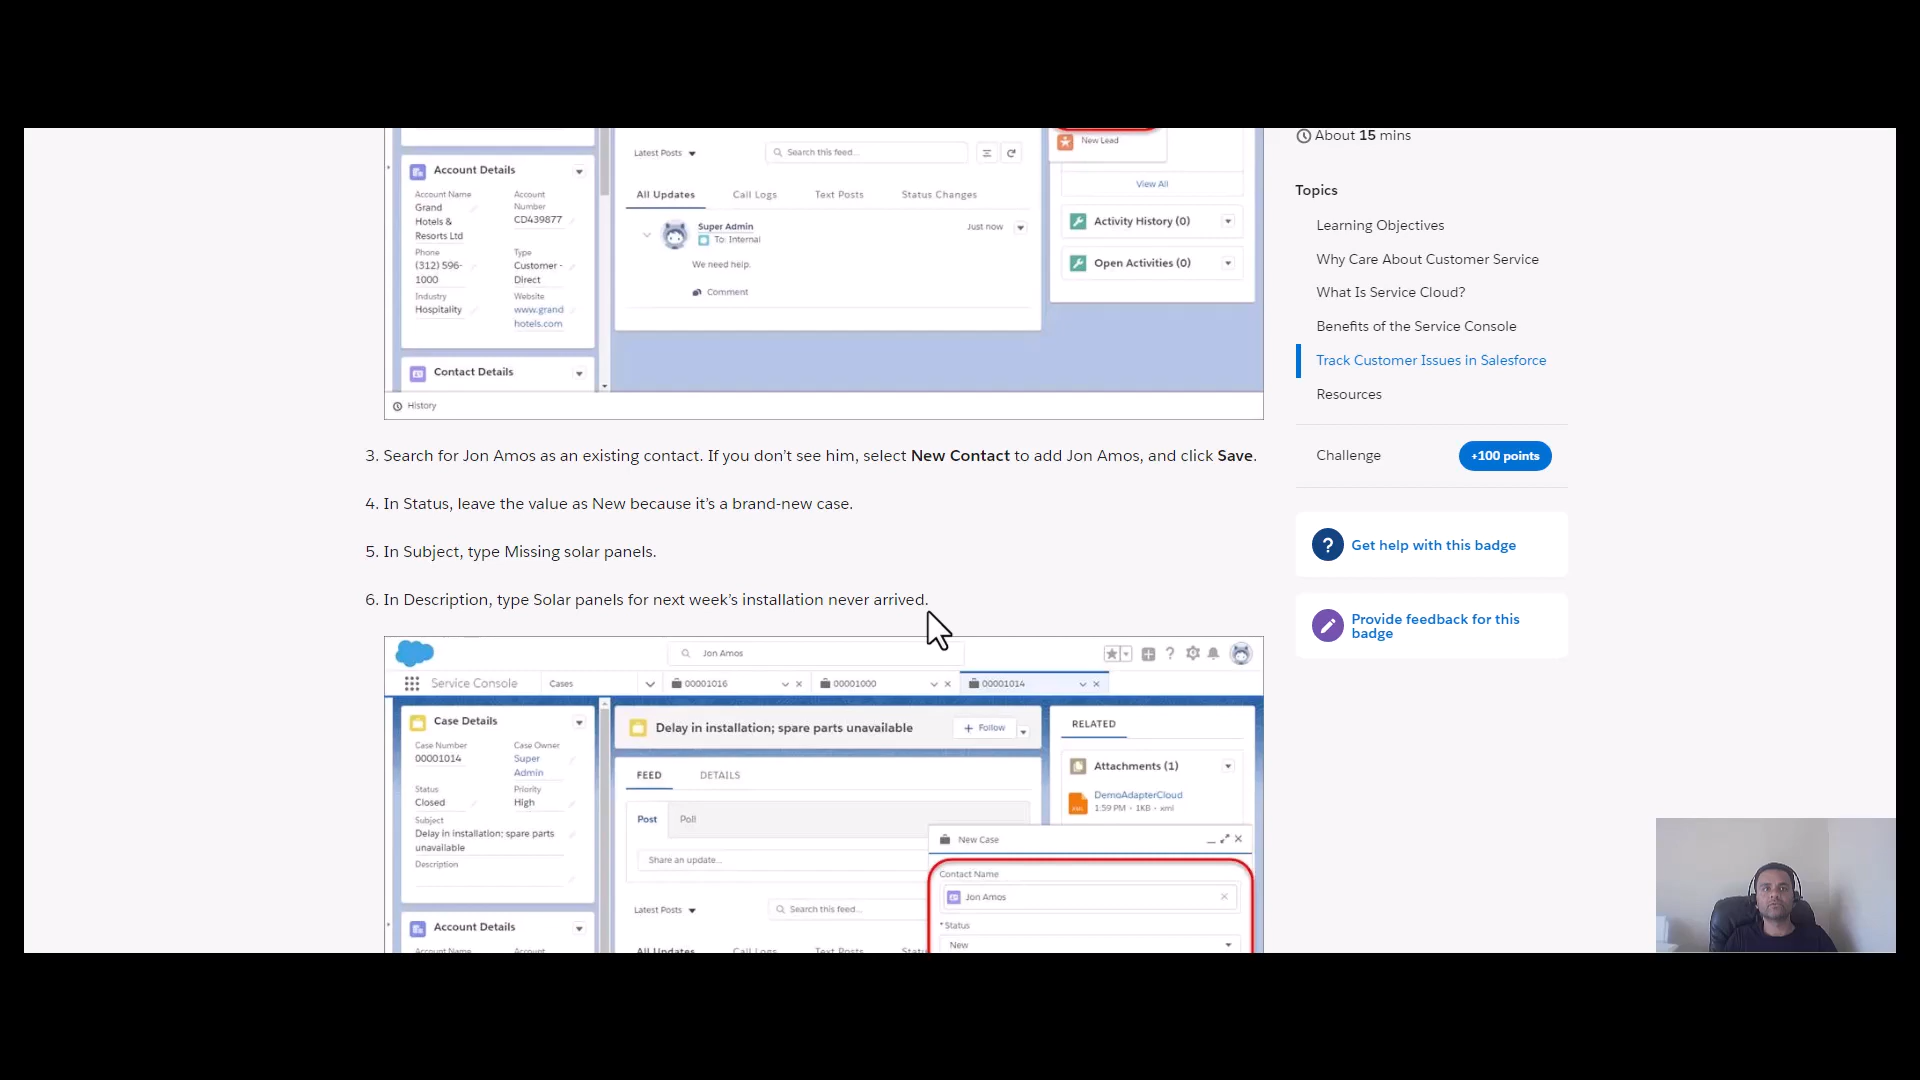 Account Details
Account Name
Account Number
Grand Hotels & Resorts Ltd
CD439877
Phone
Type
(312) 596-1000
Customer - Direct
Industry
Website
Hospitality
www.grandhotels.com
Contact Details
History
Latest Posts
Search this feed...
All Updates
Call Logs
Text Posts
Status Changes
Super Admin
To: Internal
Just now
We need help.
Comment
New Lead
View All
Activity History (0)
Open Activities (0)
3. Search for Jon Amos as an existing contact. If you don't see him, select New Contact to add Jon Amos, and click Save.
4. In Status, leave the value as New because it's a brand-new case.
5. In Subject, type Missing solar panels.
6. In Description, type Solar panels for next week's installation never arrived.
Jon Amos
Service Console
Cases
00001016
00001000
00001014
Case Details
Case Number
Case Owner
00001014
Super Admin
Status
Priority
Closed
High
Subject
Delay in installation; spare parts unavailable
Description
Account Details
Account Name
Account
Delay in installation; spare parts unavailable
+ Follow
FEED
DETAILS
Post
Poll
Share an update...
Latest Posts
Search this feed...
All Updates
Call Logs
Text Posts
RELATED
Attachments (1)
DemoAdapterCloud
1:59 PM • 1KB • xml
New Case
Contact Name
Jon Amos
*Status
New
About 15 mins
Topics
Learning Objectives
Why Care About Customer Service
What Is Service Cloud?
Benefits of the Service Console
Track Customer Issues in Salesforce
Resources
Challenge
+100 points
Get help with this badge
Provide feedback for this
badge